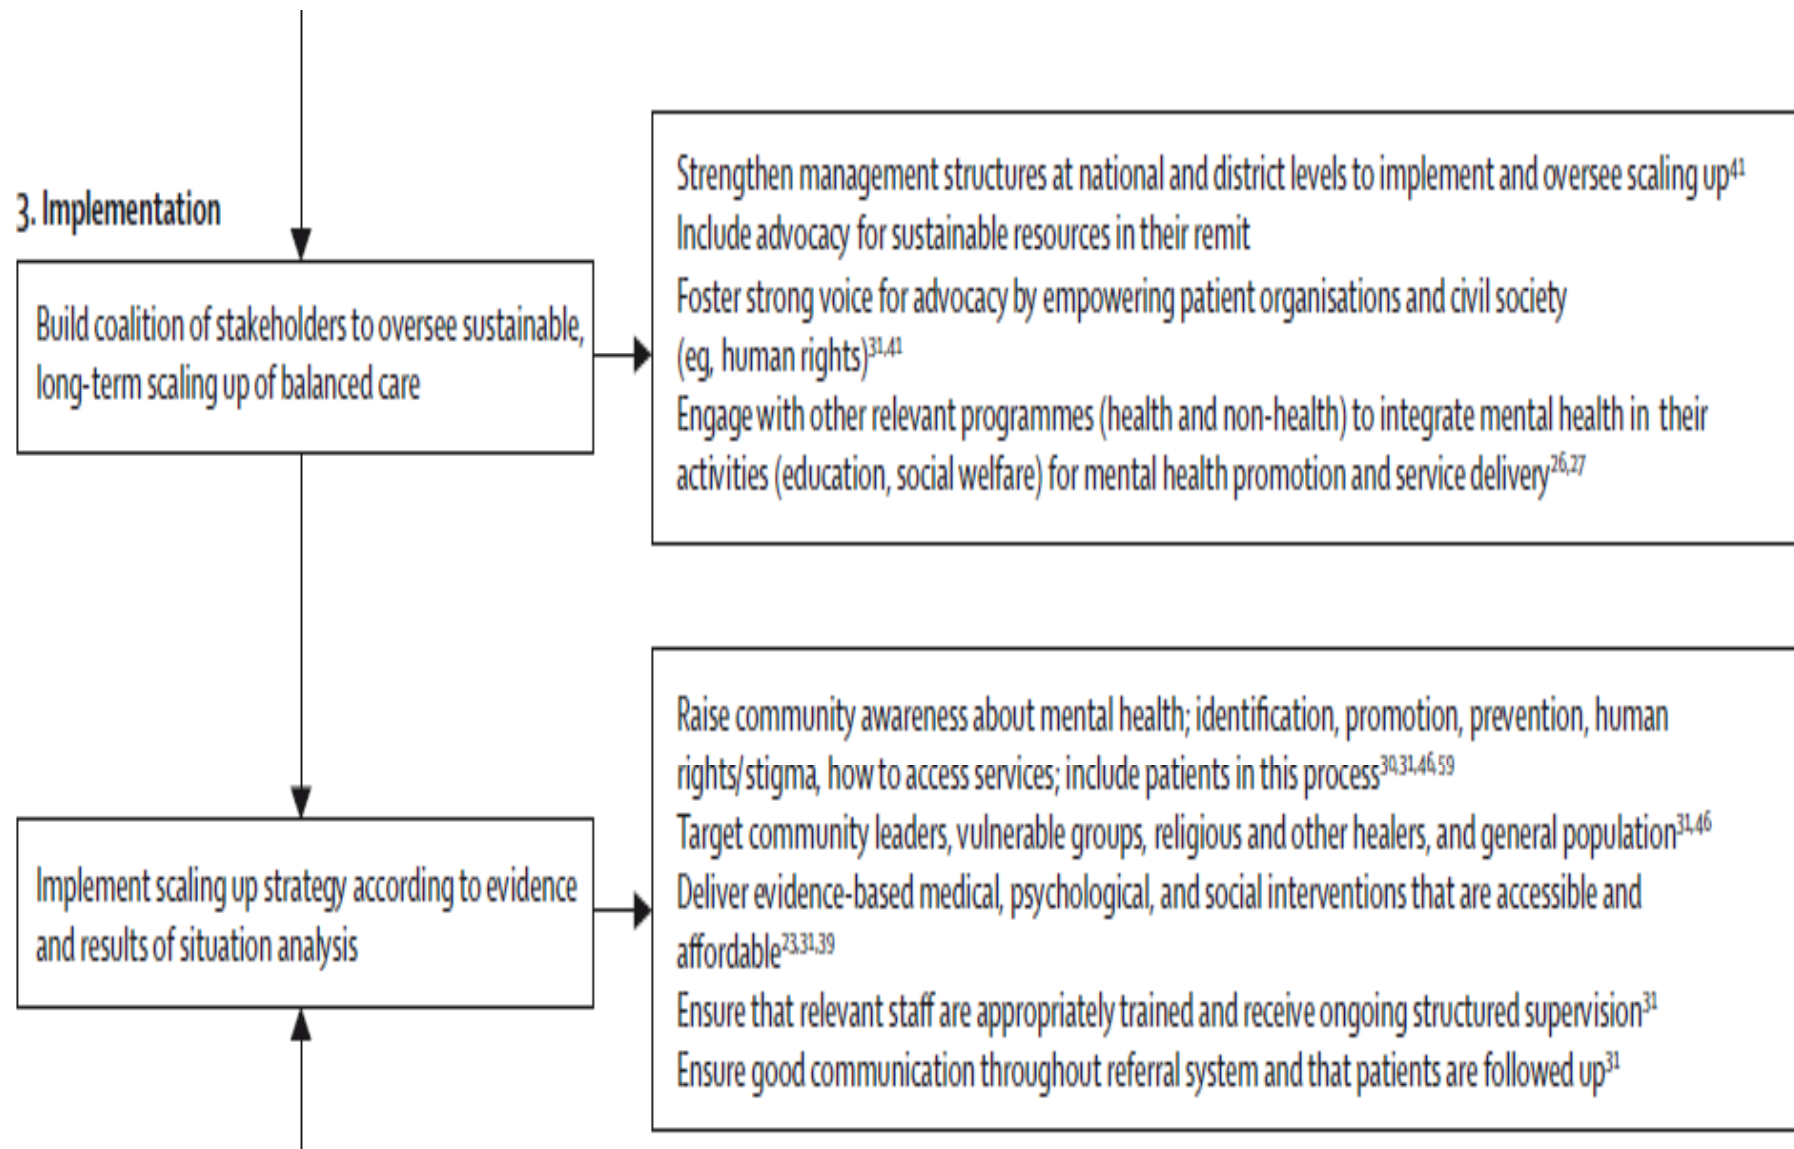 3. Implementation
Build coalition of stakeholders to oversee sustainable,
long-term scaling up of balanced care
Strengthen management structures at national and district levels to implement and oversee scaling up41
Include advocacy for sustainable resources in their remit
Foster strong voice for advocacy by empowering patient organisations and civil society
(eg, human rights)31,41
Engage with other relevant programmes (health and non-health) to integrate mental health in their
activities (education, social welfare) for mental health promotion and service delivery26,27
Implement scaling up strategy according to evidence
and results of situation analysis
Raise community awareness about mental health; identification, promotion, prevention, human
rights/stigma, how to access services; include patients in this process30,31,46,59
Target community leaders, vulnerable groups, religious and other healers, and general population31,46
Deliver evidence-based medical, psychological, and social interventions that are accessible and
affordable23,31,39
Ensure that relevant staff are appropriately trained and receive ongoing structured supervision31
Ensure good communication throughout referral system and that patients are followed up31